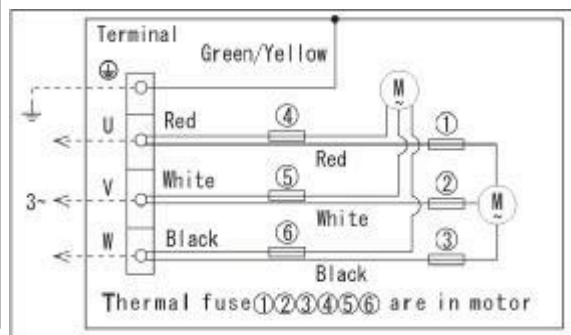 Terminal
Green/Yellow
M
~
U
Red
④
①
Red
3~
V
White
⑤
②
White
M
~
W
Black
⑥
③
Black
Thermal fuse①②③④⑤⑥ are in motor